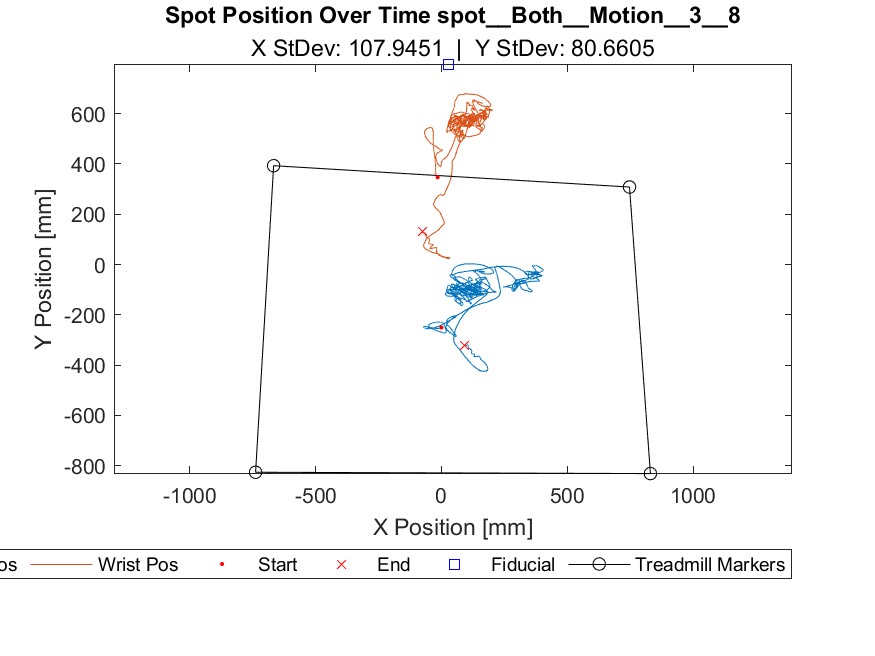 Spot Position Over Time spot__Both__Motion__3__8
X StDev: 107.9451 | Y StDev: 80.6605
600
400
200
0
-200
-400
-600
-800
Y Position [mm]
-1000 -500 0 500 1000
X Position [mm]
os Wrist Pos Start End Fiducial Treadmill Markers